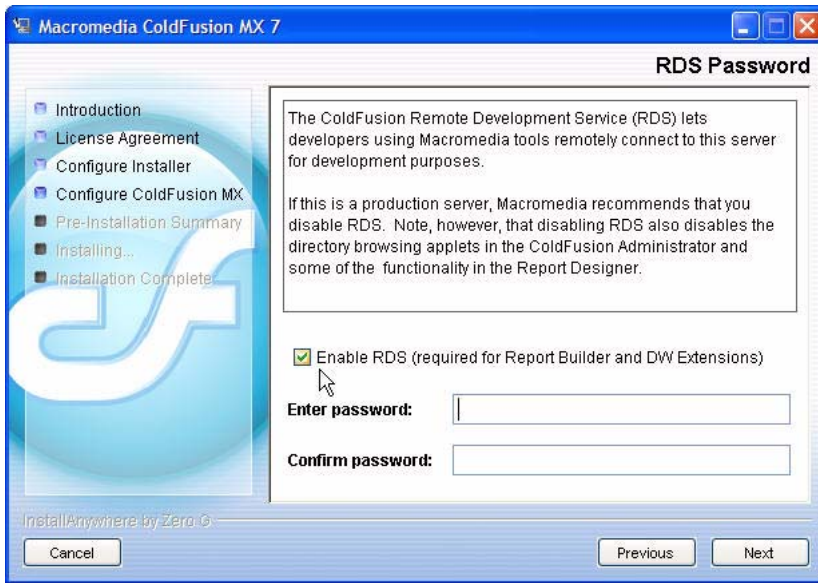 Macromedia ColdFusion MX 7
RDS Password
Introduction
License Agreement
Configure Installer
Configure ColdFusion MX
Pre-Installation Summary
Installing...
Installation Complete
The ColdFusion Remote Development Service (RDS) lets
developers using Macromedia tools remotely connect to this server
for development purposes.
If this is a production server, Macromedia recommends that you
disable RDS. Note, however, that disabling RDS also disables the
directory browsing applets in the ColdFusion Administrator and
some of the functionality in the Report Designer.
Enable RDS (required for Report Builder and DW Extensions)
Enter password:
Confirm password:
InstallAnywhere by Zero G
Cancel
Previous
Next